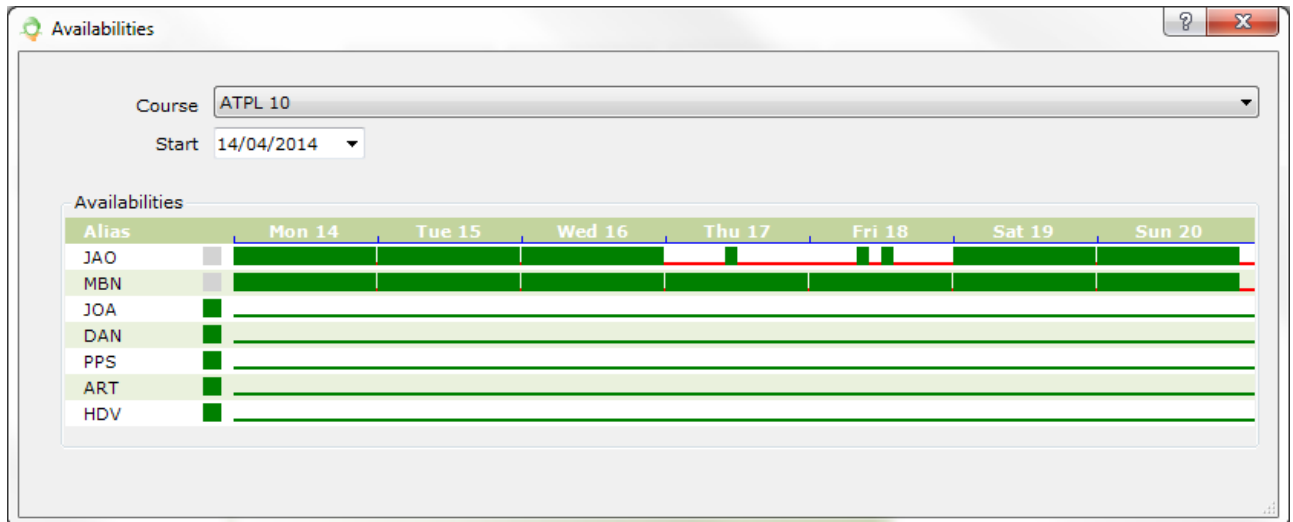 Availabilities
Course ATPL 10
Start 14/04/2014
Availabilities
Alias Mon 14 Tue 15 Wed 16 Thu 17 Fri 18 Sat 19 Sun 20
JAO
MBN
JOA
DAN
PPS
ART
HDV